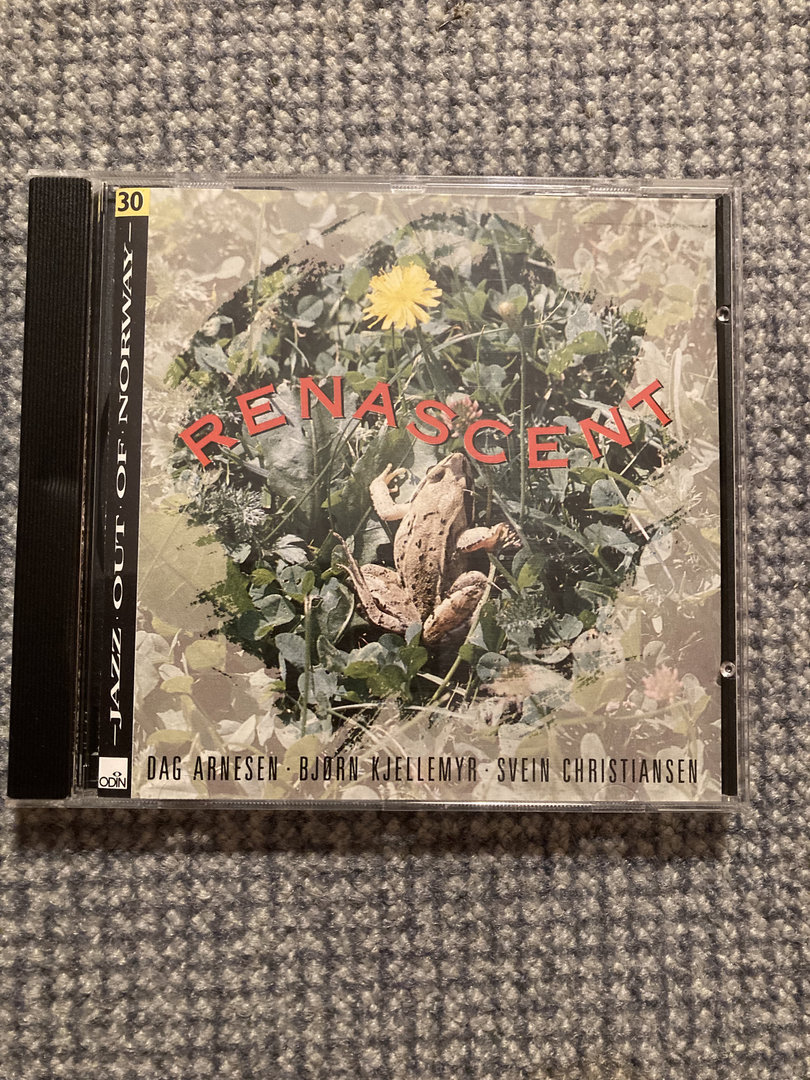 30
–JAZZ · OUT · OF · NORWAY–
RENASCENT
DAG ARNESEN · BJØRN KJELLEMYR · SVEIN CHRISTIANSEN
ODIN